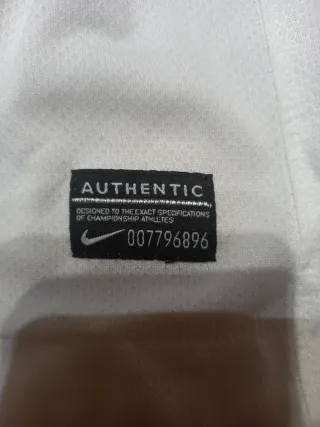 AUTHENTIC
DESIGNED TO THE EXACT SPECIFICATIONS
OF CHAMPIONSHIP ATHLETES
007796896